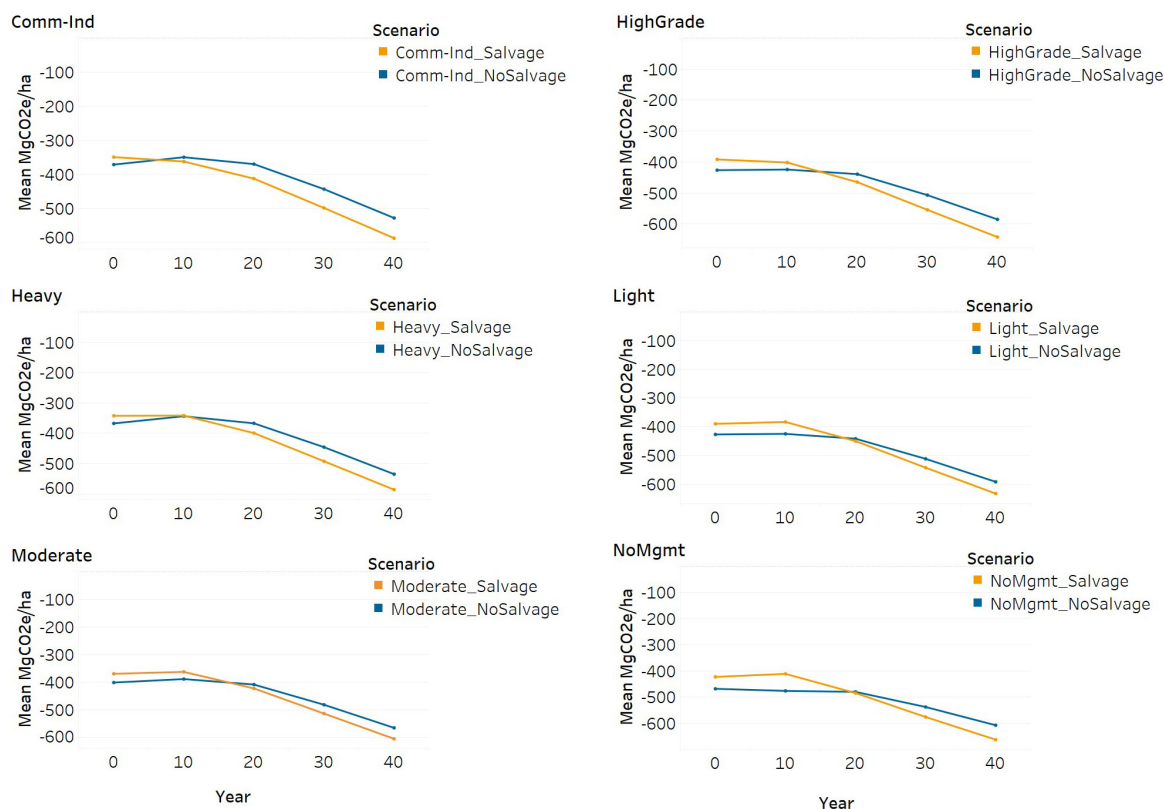 Comm-Ind
Scenario
Comm-Ind_Salvage
Comm-Ind_NoSalvage
Mean MgCO2e/ha
-100
-200
-300
-400
-500
-600
0 10 20 30 40
HighGrade
Scenario
HighGrade_Salvage
HighGrade_NoSalvage
Mean MgCO2e/ha
-100
-200
-300
-400
-500
-600
0 10 20 30 40
Heavy
Scenario
Heavy_Salvage
Heavy_NoSalvage
Mean MgCO2e/ha
-100
-200
-300
-400
-500
-600
0 10 20 30 40
Light
Scenario
Light_Salvage
Light_NoSalvage
Mean MgCO2e/ha
-100
-200
-300
-400
-500
-600
0 10 20 30 40
Moderate
Scenario
Moderate_Salvage
Moderate_NoSalvage
Mean MgCO2e/ha
-100
-200
-300
-400
-500
-600
0 10 20 30 40
Year
NoMgmt
Scenario
NoMgmt_Salvage
NoMgmt_NoSalvage
Mean MgCO2e/ha
-100
-200
-300
-400
-500
-600
0 10 20 30 40
Year